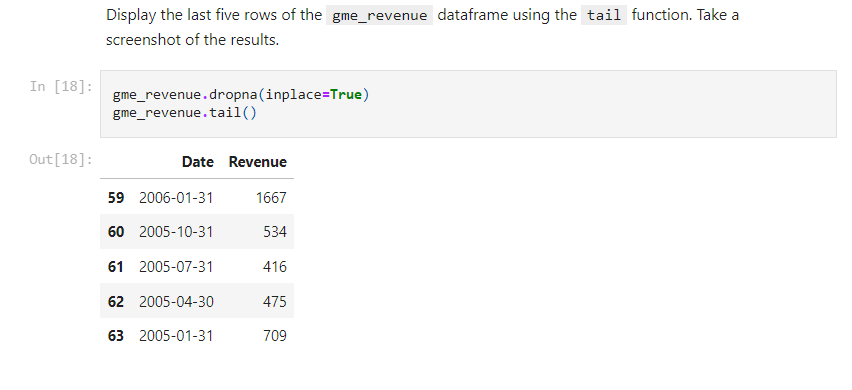 Display the last five rows of the gme_revenue dataframe using the tail function. Take a
screenshot of the results.
In [18]:
gme_revenue.dropna(inplace=True)
gme_revenue.tail()
Out[18]:
Date Revenue
59 2006-01-31 1667
60 2005-10-31 534
61 2005-07-31 416
62 2005-04-30 475
63 2005-01-31 709